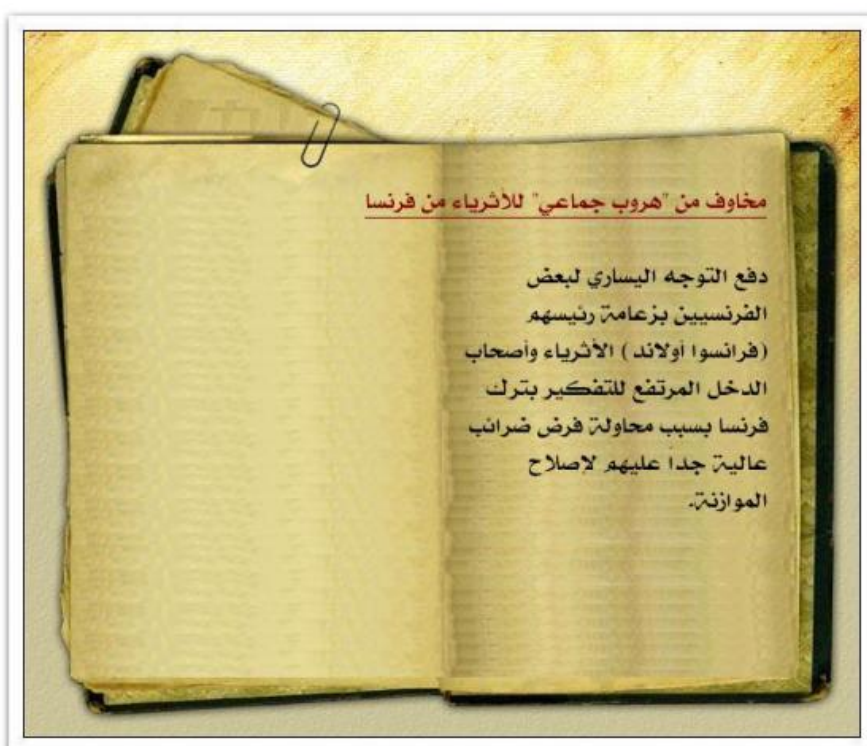 مخاوف من "هروب جماعي" للأثرياء من فرنسا
دفع التوجه اليساري لبعض
الفرنسيين بزعامة رئيسهم
(فرانسوا أولاند) الأثرياء وأصحاب
الدخل المرتفع للتفكير بترك
فرنسا بسبب محاولة فرض ضرائب
عالية جداً عليهم لإصلاح
الموازنة.